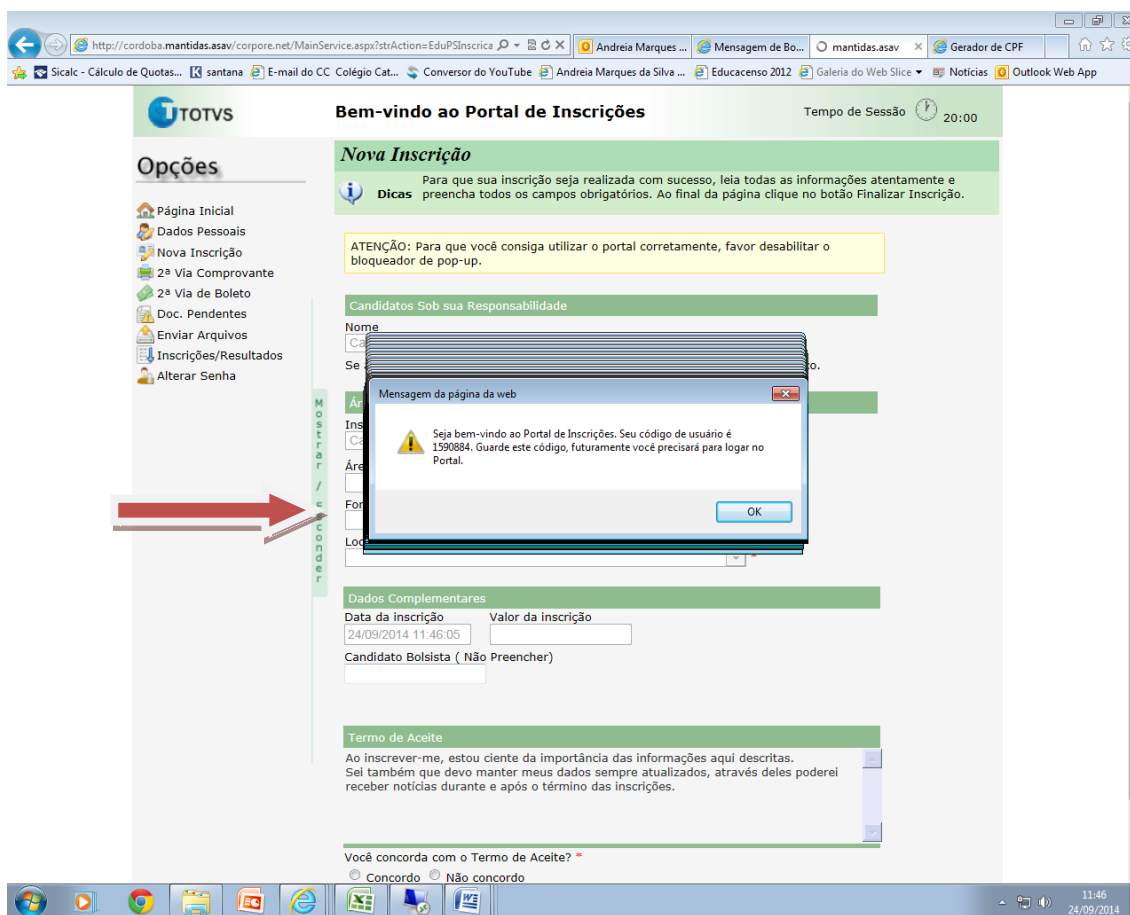 http://cordoba.mantidas.asav/corpore.net/MainService.aspx?strAction=EduPSInscrica
Andreia Marques ...
Mensagem de Bo...
mantidas.asav
Gerador de CPF
Sicalc - Cálculo de Quotas...
santana
E-mail do CC Colégio Cat...
Conversor do YouTube
Andreia Marques da Silva ...
Educacenso 2012
Galeria do Web Slice
Notícias
Outlook Web App
TOTVS
Bem-vindo ao Portal de Inscrições
Tempo de Sessão 20:00
Opções
Página Inicial
Dados Pessoais
Nova Inscrição
2ª Via Comprovante
2ª Via de Boleto
Doc. Pendentes
Enviar Arquivos
Inscrições/Resultados
Alterar Senha
Mostrar / Esconder
Nova Inscrição
Dicas
Para que sua inscrição seja realizada com sucesso, leia todas as informações atentamente e
preencha todos os campos obrigatórios. Ao final da página clique no botão Finalizar Inscrição.
ATENÇÃO: Para que você consiga utilizar o portal corretamente, favor desabilitar o
bloqueador de pop-up.
Candidatos Sob sua Responsabilidade
Nome
Se
Mensagem da página da web
Seja bem-vindo ao Portal de Inscrições. Seu código de usuário é
1590884. Guarde este código, futuramente você precisará para logar no
Portal.
OK
*
Dados Complementares
Data da inscrição Valor da inscrição
24/09/2014 11:46:05
Candidato Bolsista ( Não Preencher)
Termo de Aceite
Ao inscrever-me, estou ciente da importância das informações aqui descritas.
Sei também que devo manter meus dados sempre atualizados, através deles poderei
receber notícias durante e após o término das inscrições.
Você concorda com o Termo de Aceite? *
Concordo Não concordo
11:46
24/09/2014